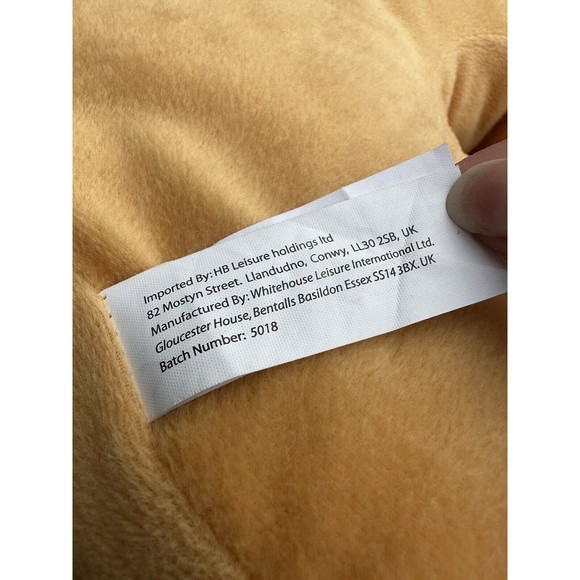 Imported By: HB Leisure holdings ltd
82 Mostyn Street. Llandudno, Conwy, LL30 2SB, UK
Manufactured By: Whitehouse Leisure International Ltd.
Gloucester House, Bentalls Basildon Essex SS14 3BX. UK
Batch Number: 5018